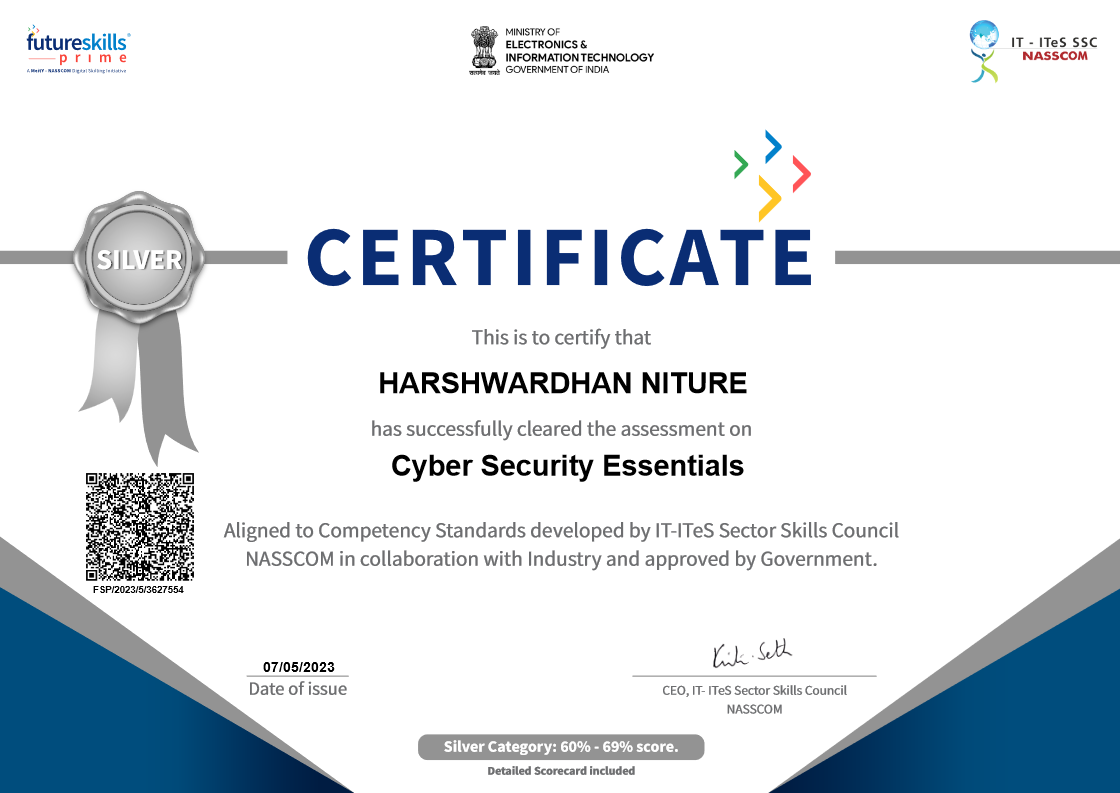 futureskills
prime
A MeitY - NASSCOM Digital Skilling Initiative
सत्यमेव जयते
MINISTRY OF
ELECTRONICS &
INFORMATION TECHNOLOGY
GOVERNMENT OF INDIA
IT - ITeS SSC
NASSCOM
SILVER
CERTIFICATE
This is to certify that
HARSHWARDHAN NITURE
has successfully cleared the assessment on
Cyber Security Essentials
Aligned to Competency Standards developed by IT-ITeS Sector Skills Council
NASSCOM in collaboration with Industry and approved by Government.
FSP/2023/5/3627554
07/05/2023
Date of issue
CEO, IT- ITeS Sector Skills Council
NASSCOM
Silver Category: 60% - 69% score.
Detailed Scorecard included